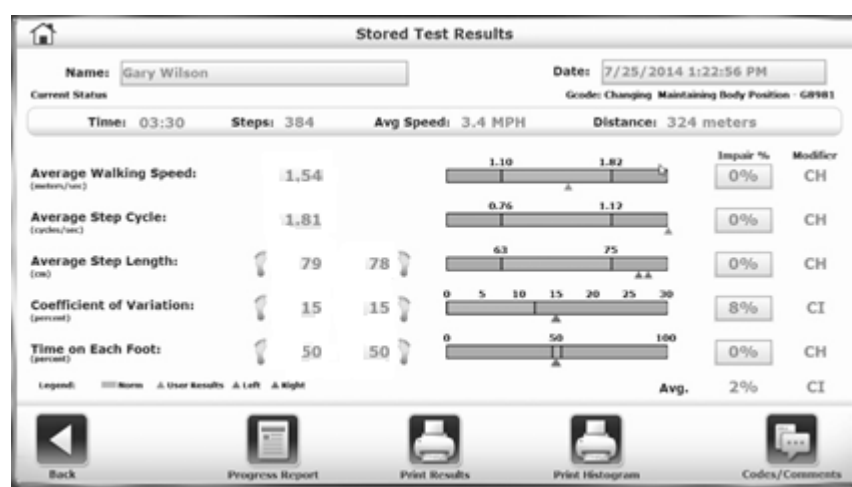 Stored Test Results
Name: Gary Wilson Date: 7/25/2014 1:22:56 PM
Current Status Gcode: Changing Maintaining Body Position - G8981
Time: 03:30 Steps: 384 Avg Speed: 3.4 MPH Distance: 324 meters
Impair % Modifier
1.10 1.82
Average Walking Speed: 1.54 0% CH
(meters/sec)
0.76 1.12
Average Step Cycle: 1.81 0% CH
(cycles/sec)
63 75
Average Step Length: 79 78 0% CH
(cm)
0 5 10 15 20 25 30
Coefficient of Variation: 15 15 8% CI
(percent)
0 50 100
Time on Each Foot: 50 50 0% CH
(percent)
Legend: Norm User Results Left Right Avg. 2% CI
Back Progress Report Print Results Print Histogram Codes/Comments